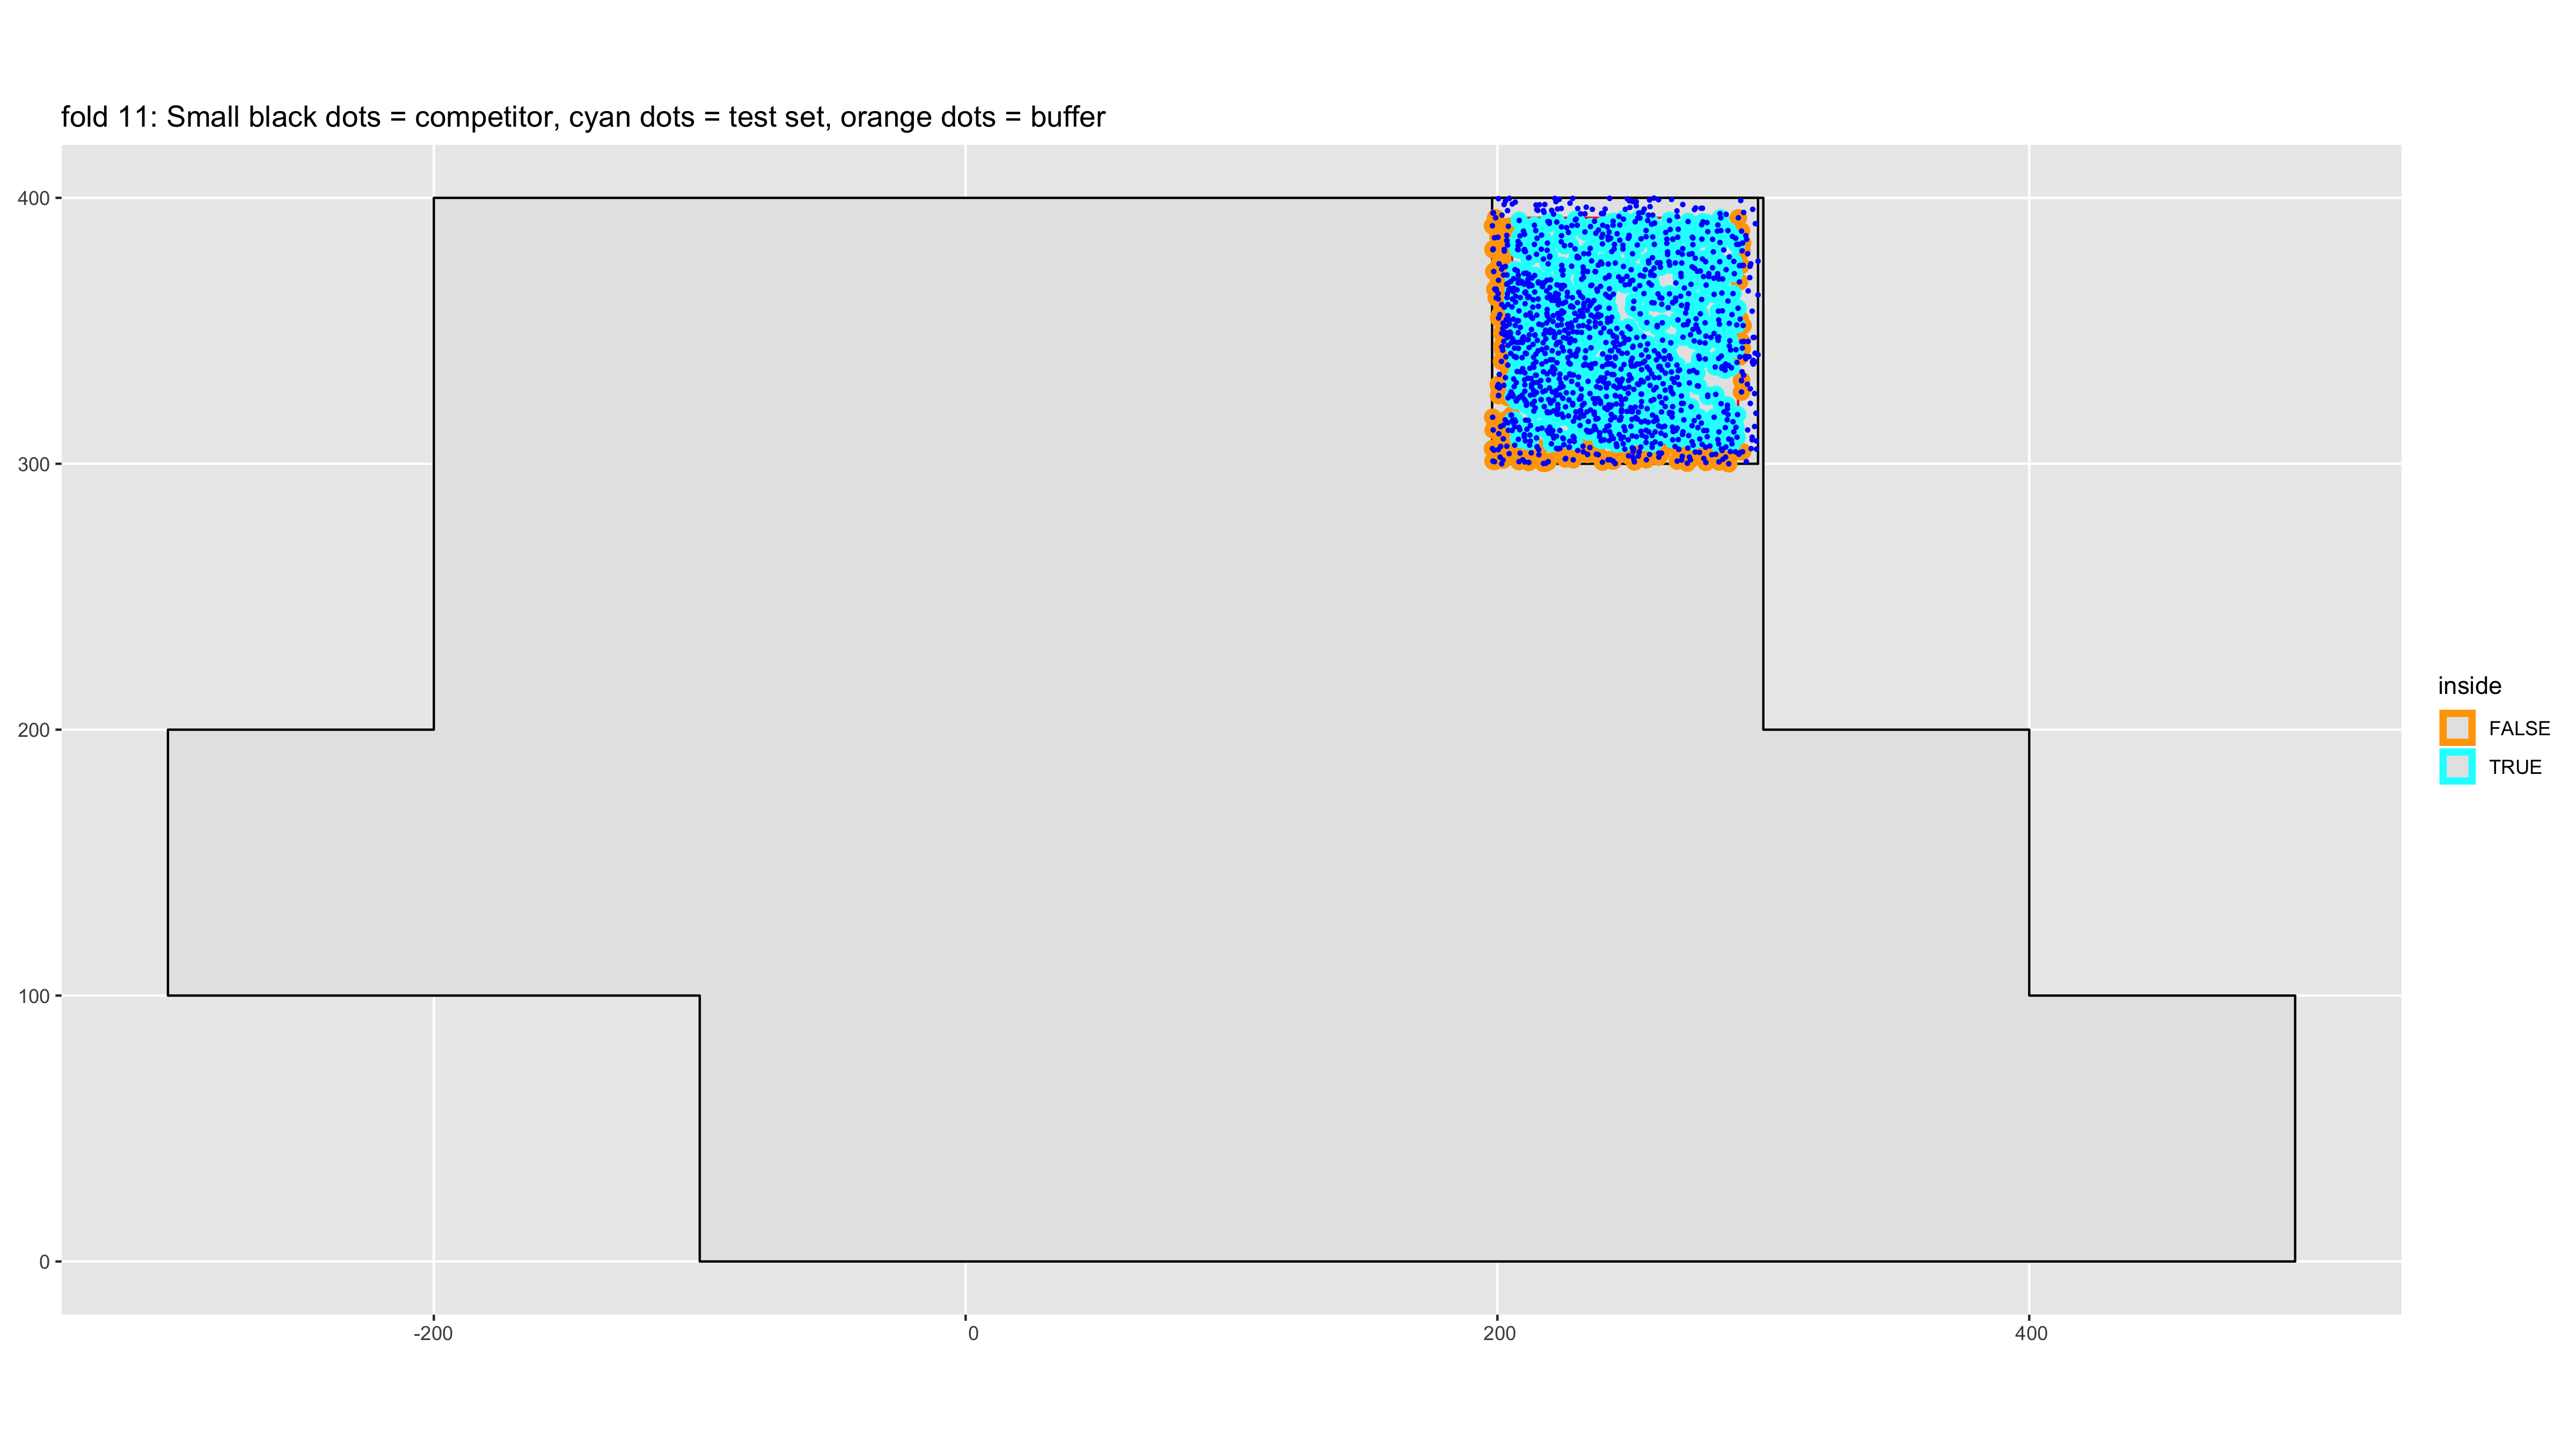 fold 11: Small black dots = competitor, cyan dots = test set, orange dots = buffer
400
300
200
100
0
-200
0
200
400
inside
FALSE
TRUE